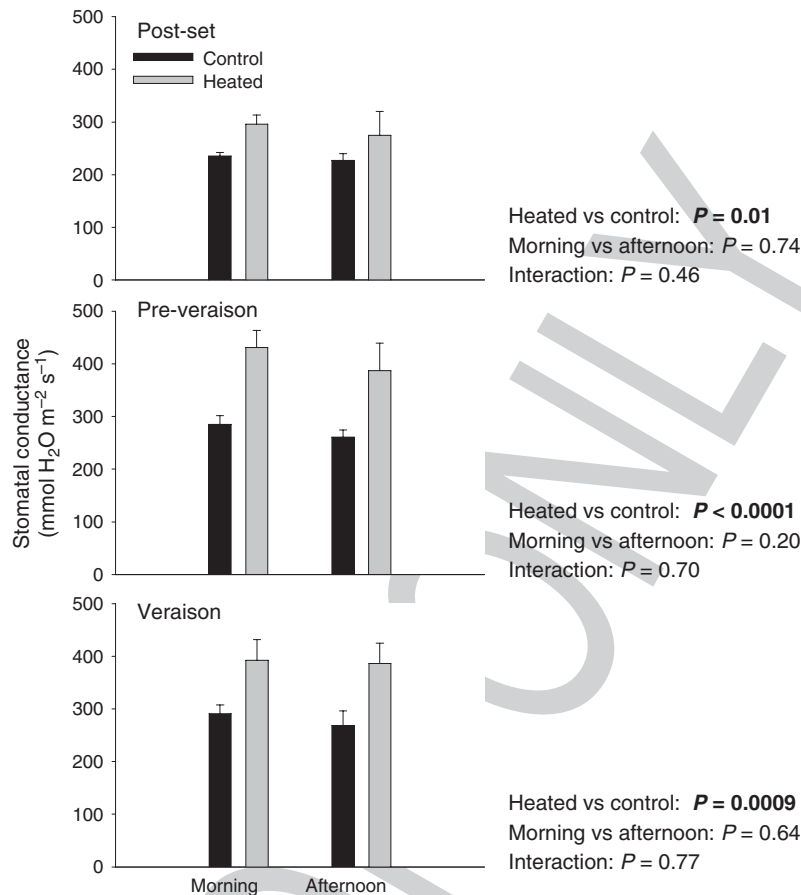 Post-set
Control
Heated
500
400
300
200
100
0
Heated vs control: P = 0.01
Morning vs afternoon: P = 0.74
Interaction: P = 0.46
Pre-veraison
500
400
300
200
100
0
Heated vs control: P < 0.0001
Morning vs afternoon: P = 0.20
Interaction: P = 0.70
Stomatal conductance
(mmol H₂O m⁻² s⁻¹)
Veraison
500
400
300
200
100
0
Heated vs control: P = 0.0009
Morning vs afternoon: P = 0.64
Interaction: P = 0.77
Morning Afternoon
ONLY